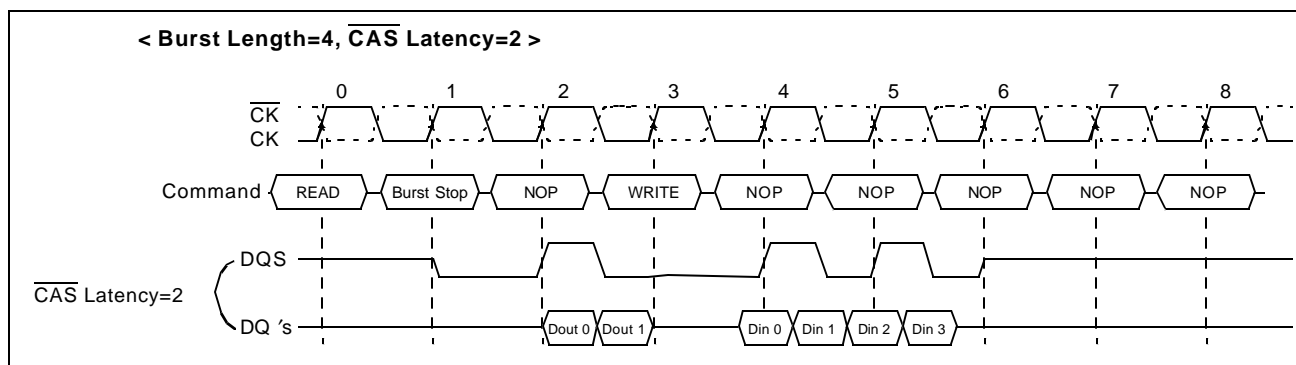 < Burst Length=4, CAS Latency=2 >
0 1 2 3 4 5 6 7 8
CK
CK
Command READ Burst Stop NOP WRITE NOP NOP NOP NOP NOP
DQS
CAS Latency=2
DQ 's Dout 0 Dout 1 Din 0 Din 1 Din 2 Din 3